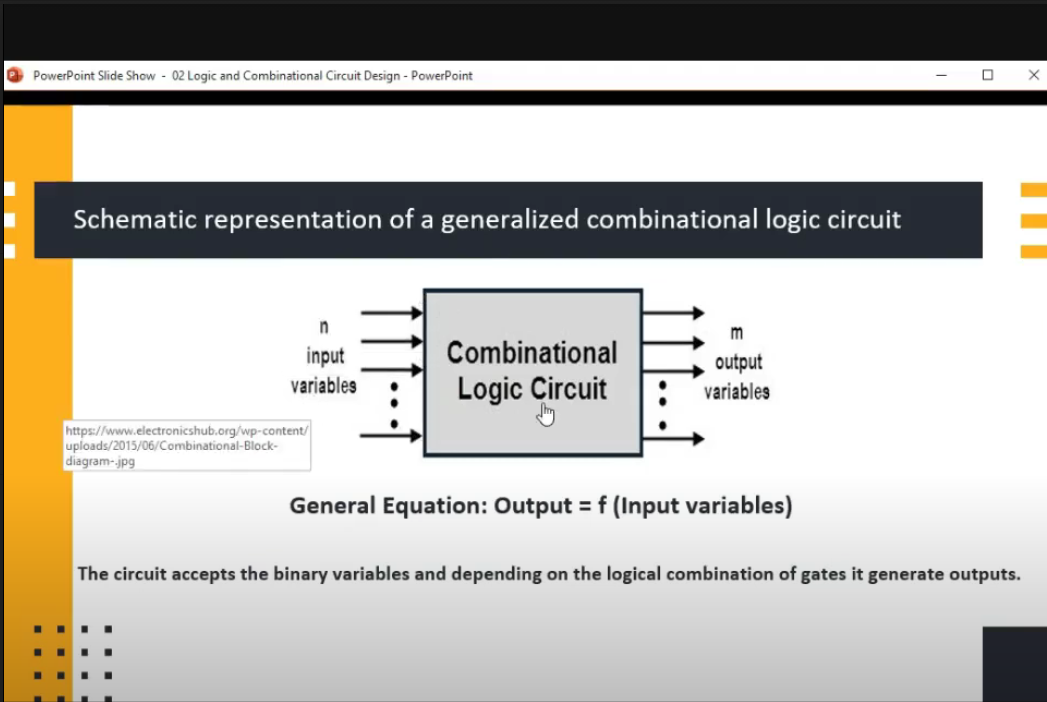 PowerPoint Slide Show - 02 Logic and Combinational Circuit Design - PowerPoint
Schematic representation of a generalized combinational logic circuit
n
input
variables
Combinational
Logic Circuit
m
output
variables
https://www.electronicshub.org/wp-content/
uploads/2015/06/Combinational-Block-
diagram-.jpg
General Equation: Output = f (Input variables)
The circuit accepts the binary variables and depending on the logical combination of gates it generate outputs.